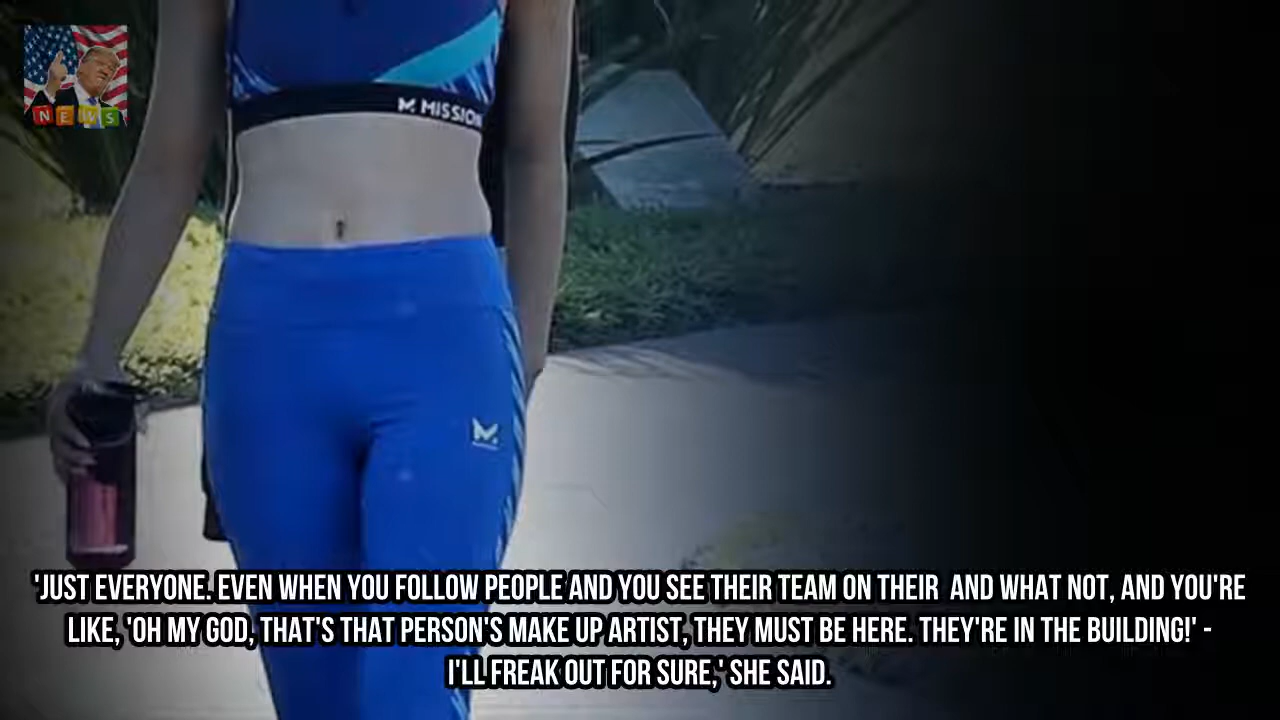 NEWS
M MISSION
'JUST EVERYONE. EVEN WHEN YOU FOLLOW PEOPLE AND YOU SEE THEIR TEAM ON THEIR AND WHAT NOT, AND YOU'RE
LIKE, 'OH MY GOD, THAT'S THAT PERSON'S MAKE UP ARTIST, THEY MUST BE HERE. THEY'RE IN THE BUILDING!' -
I'LL FREAK OUT FOR SURE,' SHE SAID.